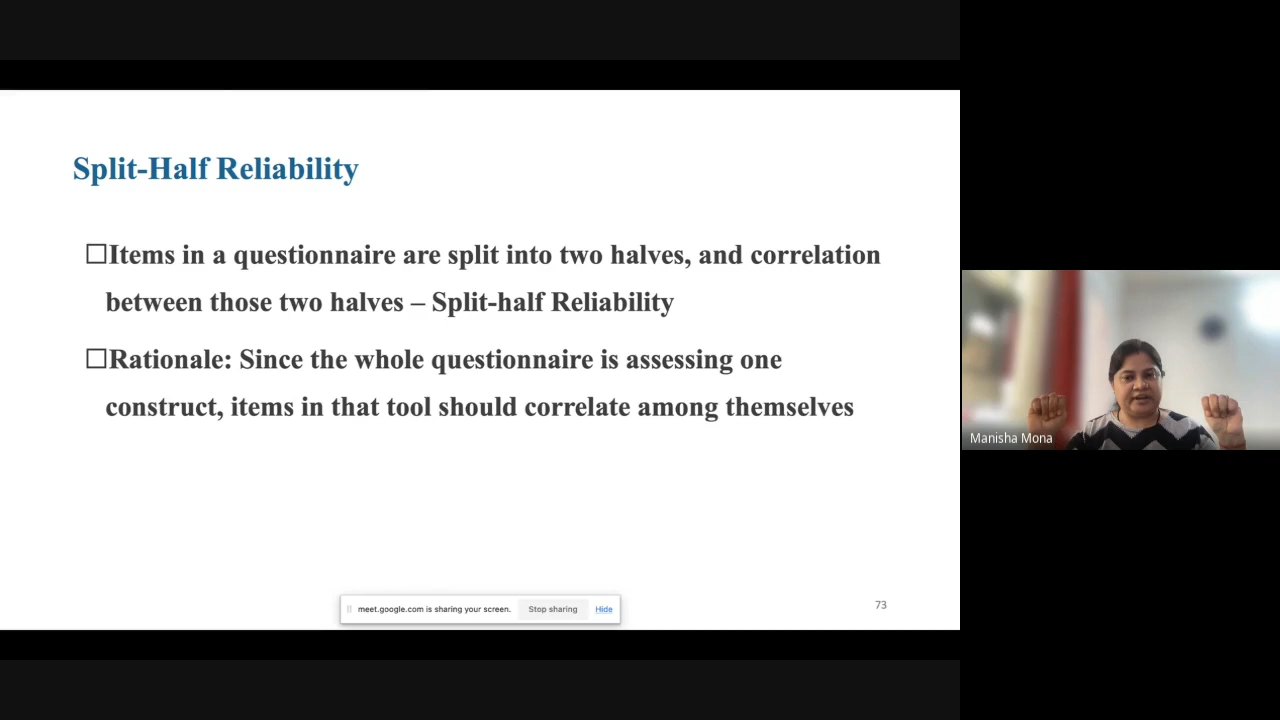 Split-Half Reliability
☐Items in a questionnaire are split into two halves, and correlation
between those two halves – Split-half Reliability
☐Rationale: Since the whole questionnaire is assessing one
construct, items in that tool should correlate among themselves
Manisha Mona
meet.google.com is sharing your screen. Stop sharing Hide
73